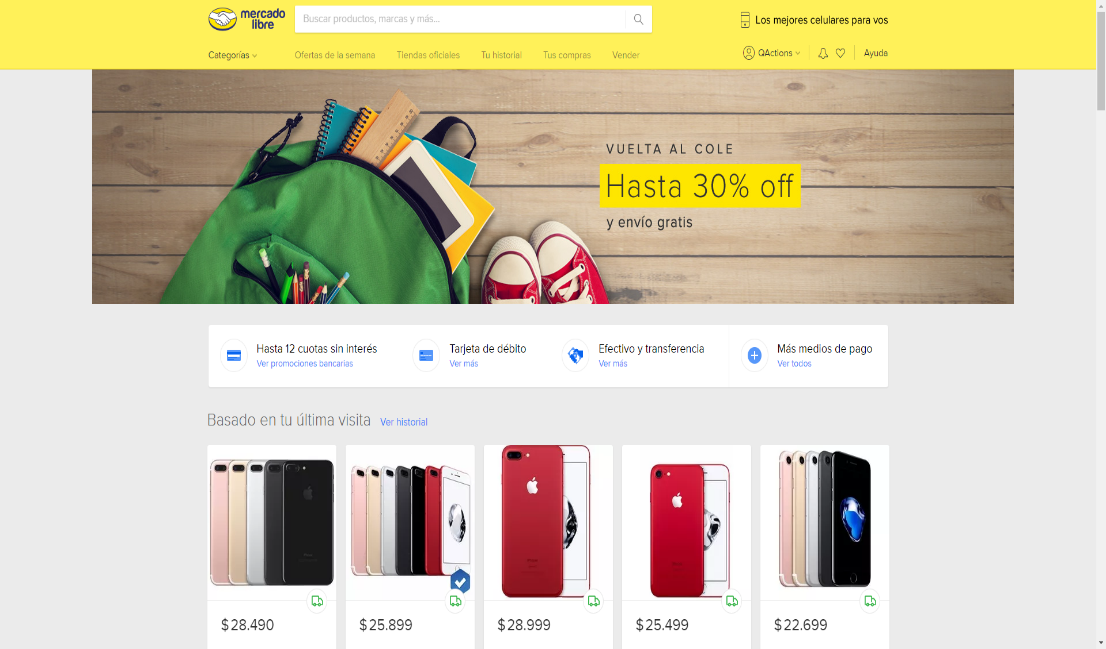 mercado
libre
Buscar productos, marcas y más...
Los mejores celulares para vos
Categorías
Ofertas de la semana
Tiendas oficiales
Tu historial
Tus compras
Vender
QActions
Ayuda
VUELTA AL COLE
Hasta 30% off
y envío gratis
Hasta 12 cuotas sin interés
Ver promociones bancarias
Tarjeta de débito
Ver más
Efectivo y transferencia
Ver más
Más medios de pago
Ver todos
Basado en tu última visita
Ver historial
$ 28.490
$ 25.899
$ 28.999
$ 25.499
$ 22.699